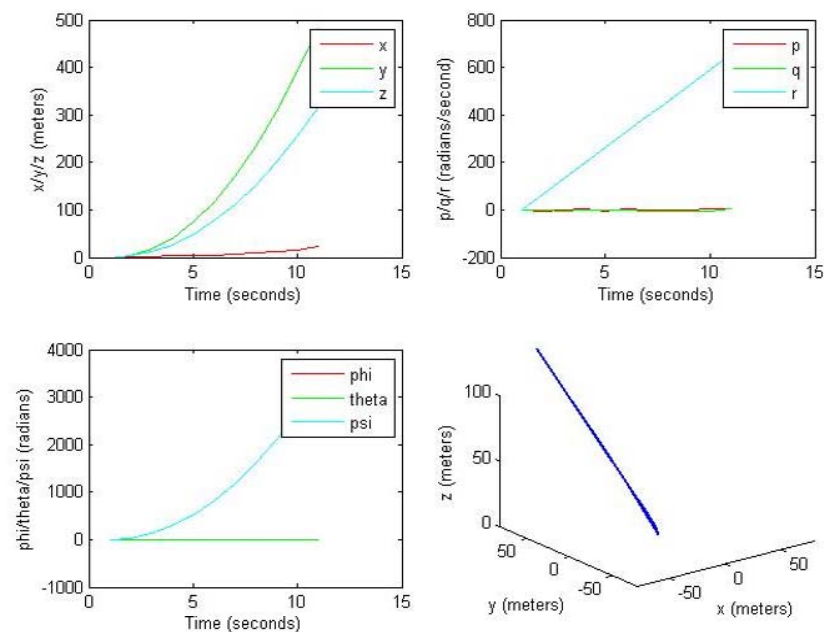 500
400
300
200
100
0
x/y/z (meters)
0 5 10 15
Time (seconds)
x
y
z
800
600
400
200
0
-200
p/q/r (radians/second)
0 5 10 15
Time (seconds)
p
q
r
4000
3000
2000
1000
0
-1000
phi/theta/psi (radians)
0 5 10 15
Time (seconds)
phi
theta
psi
100
50
0
z (meters)
50
0
-50
y (meters)
-50
0
50
x (meters)